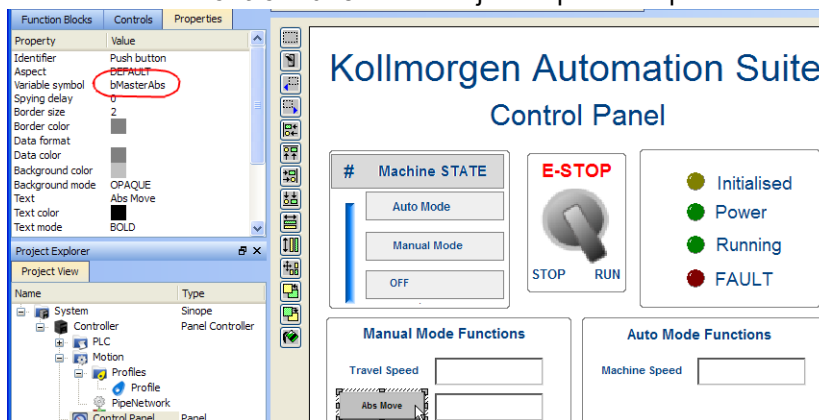 Function Blocks Controls Properties
Property Value
Identifier Push button
Aspect DEFAULT
Variable symbol bMasterAbs
Spying delay 0
Border size 2
Border color
Data format
Data color
Background color
Background mode OPAQUE
Text Abs Move
Text color
Text mode BOLD
Project Explorer
Project View
Name Type
System Sinope
Controller Panel Controller
PLC
Motion
Profiles
Profile
PipeNetwork
Control Panel Panel
Kollmorgen Automation Suite
Control Panel
# Machine STATE
Auto Mode
Manual Mode
OFF
E-STOP
STOP RUN
Initialised
Power
Running
FAULT
Manual Mode Functions
Travel Speed
Abs Move
Auto Mode Functions
Machine Speed